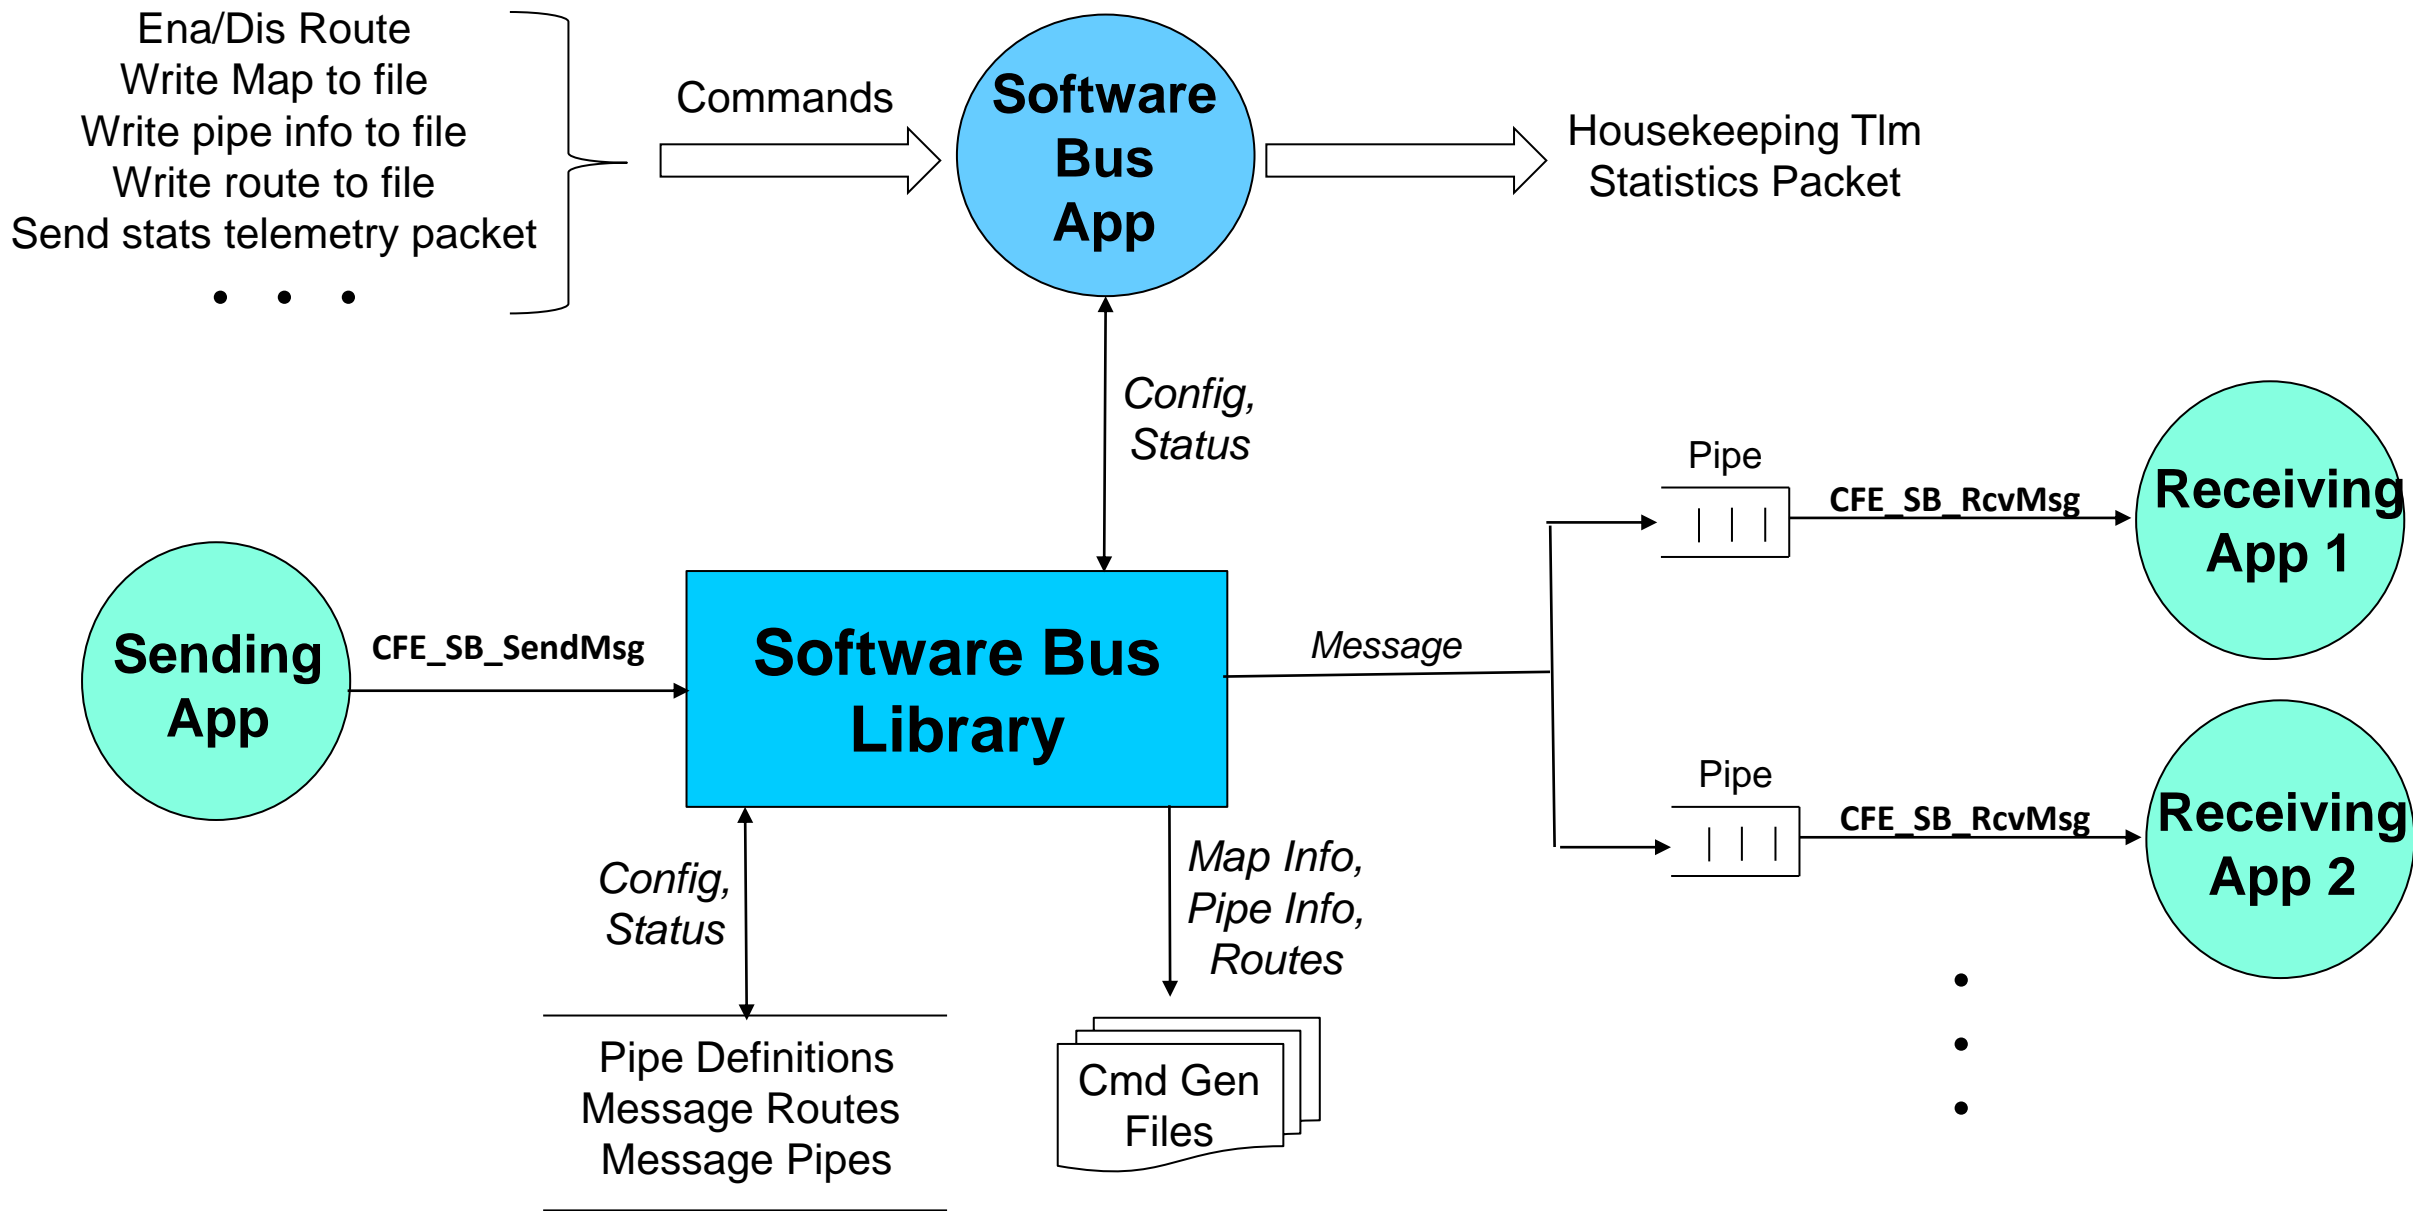 Ena/Dis Route
Write Map to file
Write pipe info to file
Write route to file
Send stats telemetry packet
• • •
Commands
Software
Bus
App
Housekeeping Tlm
Statistics Packet
Config,
Status
Sending
App
CFE_SB_SendMsg
Software Bus
Library
Message
Pipe
CFE_SB_RcvMsg
Receiving
App 1
Pipe
CFE_SB_RcvMsg
Receiving
App 2
•
•
•
Config,
Status
Map Info,
Pipe Info,
Routes
Pipe Definitions
Message Routes
Message Pipes
Cmd Gen
Files